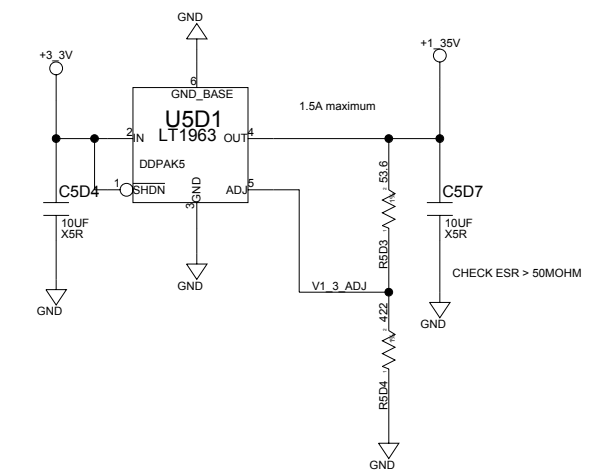 GND
+3_3V
+1_35V
6
GND_BASE
1.5A maximum
U5D1
LT1963
2
IN
OUT
4
DDPAK5
53.6
1%
1
SHDN
GND
3
ADJ
5
C5D4
C5D7
10UF
X5R
10UF
X5R
R5D3
CHECK ESR > 50MOHM
GND
GND
V1_3_ADJ
GND
422
1%
R5D4
GND